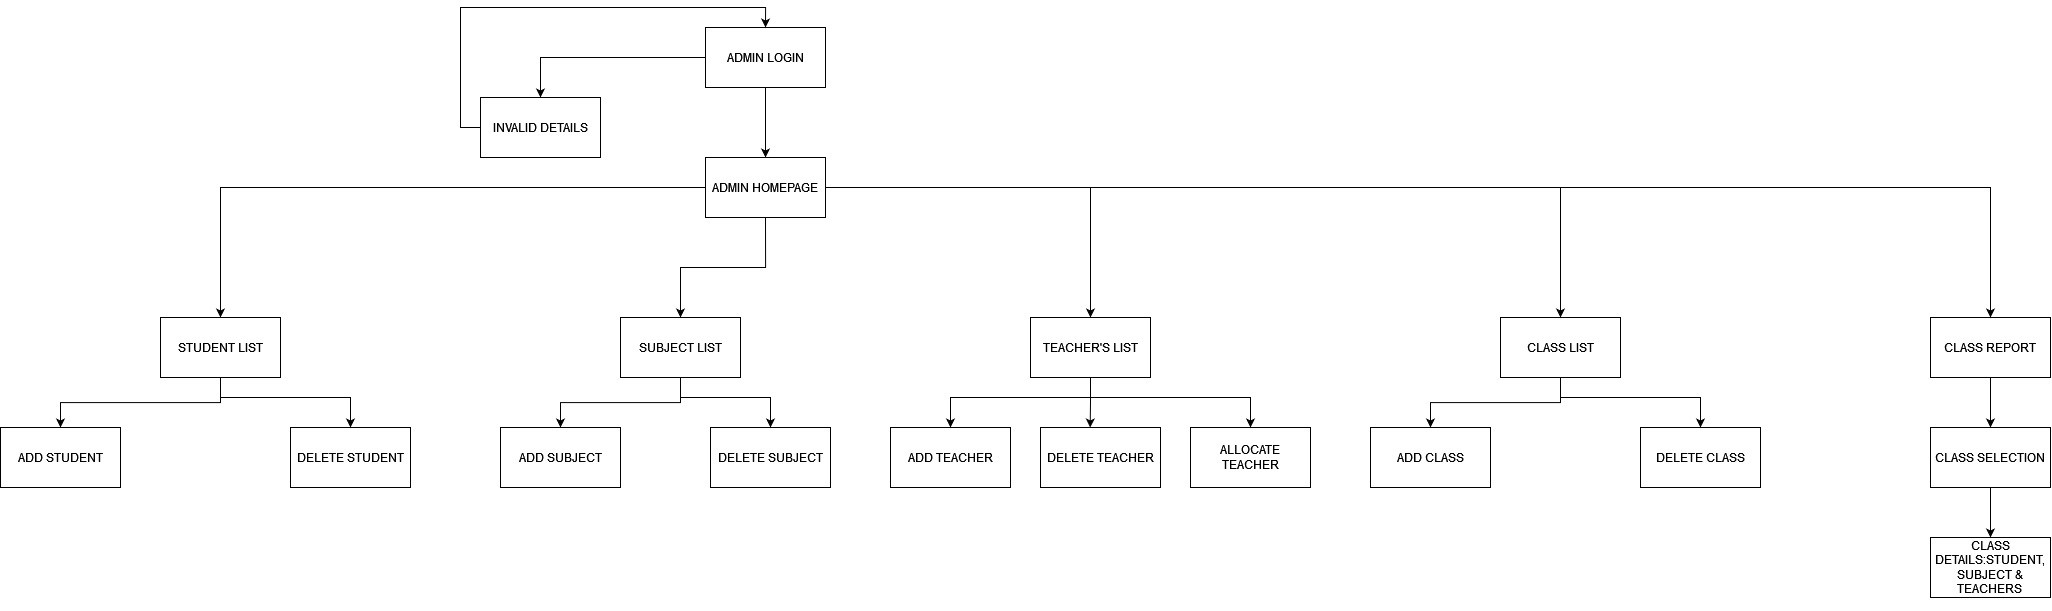 ADMIN LOGIN
INVALID DETAILS
ADMIN HOMEPAGE
STUDENT LIST
SUBJECT LIST
TEACHER'S LIST
CLASS LIST
CLASS REPORT
ADD STUDENT
DELETE STUDENT
ADD SUBJECT
DELETE SUBJECT
ADD TEACHER
DELETE TEACHER
ALLOCATE
TEACHER
ADD CLASS
DELETE CLASS
CLASS SELECTION
CLASS
DETAILS:STUDENT,
SUBJECT &
TEACHERS